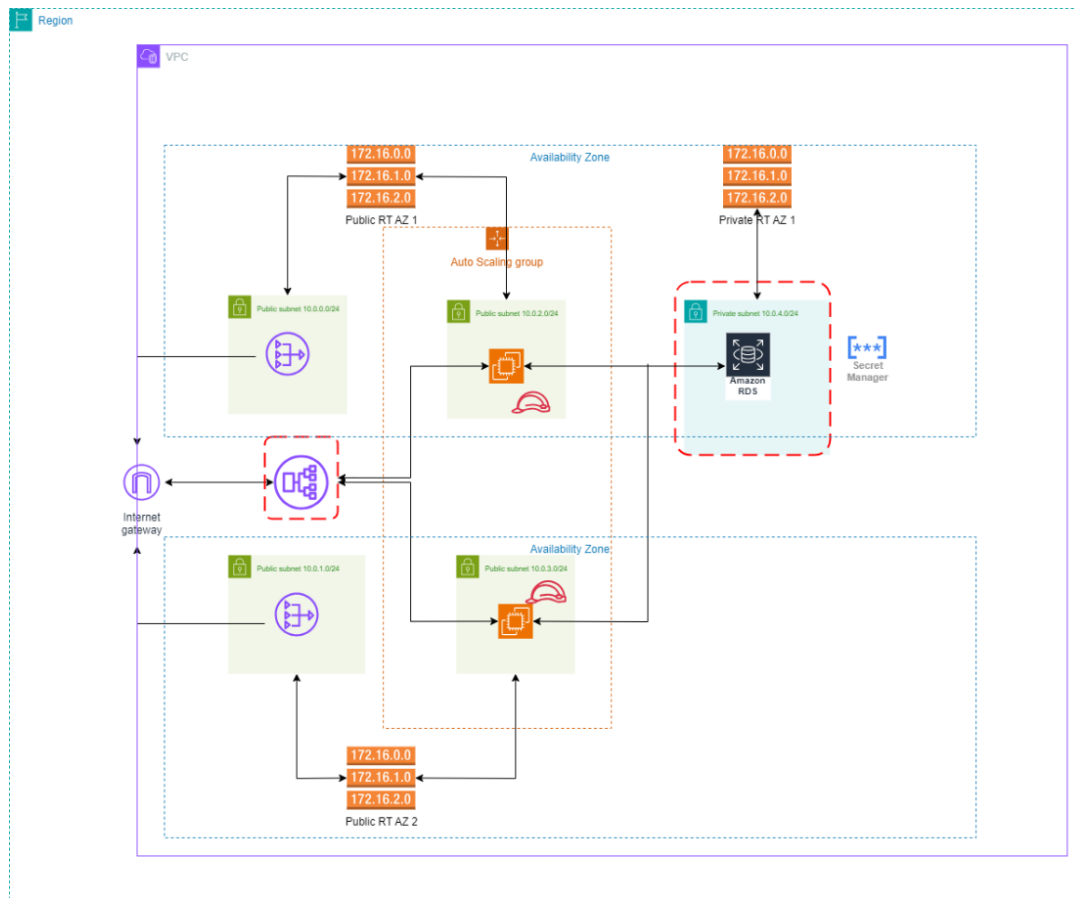 Region
VPC
172.16.0.0
172.16.1.0
172.16.2.0
Public RT AZ 1
Availability Zone
172.16.0.0
172.16.1.0
172.16.2.0
Private RT AZ 1
Auto Scaling group
Public subnet 10.0.0.0/24
Public subnet 10.0.2.0/24
Private subnet 10.0.4.0/24
Amazon
RDS
[***]
Secret
Manager
Internet
gateway
Availability Zone
Public subnet 10.0.1.0/24
Public subnet 10.0.3.0/24
172.16.0.0
172.16.1.0
172.16.2.0
Public RT AZ 2